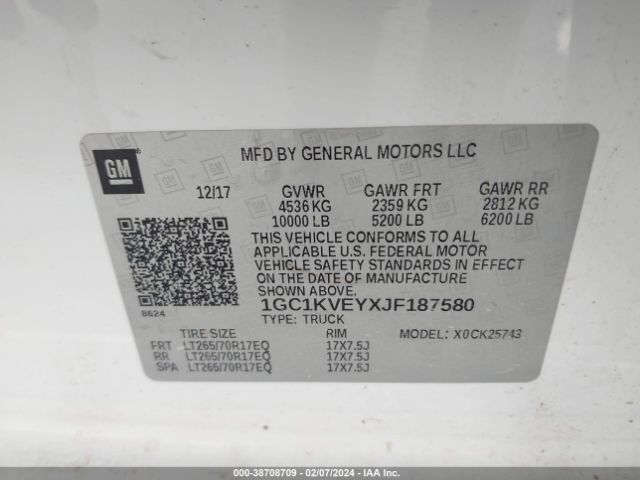 GM
MFD BY GENERAL MOTORS LLC
12/17 GVWR GAWR FRT GAWR RR
4536 KG 2359 KG 2812 KG
10000 LB 5200 LB 6200 LB
THIS VEHICLE CONFORMS TO ALL
APPLICABLE U.S. FEDERAL MOTOR
VEHICLE SAFETY STANDARDS IN
EFFECT ON THE DATE OF MANUFACTURE
SHOWN ABOVE.
8624
1GC1KVEYXJF187580
TYPE: TRUCK
TIRE SIZE RIM MODEL: X0CK25743
FRT LT265/70R17EQ 17X7.5J
RR LT265/70R17EQ 17X7.5J
SPA LT265/70R17EQ 17X7.5J
000-38708709 - 02/07/2024 - IAA Inc.